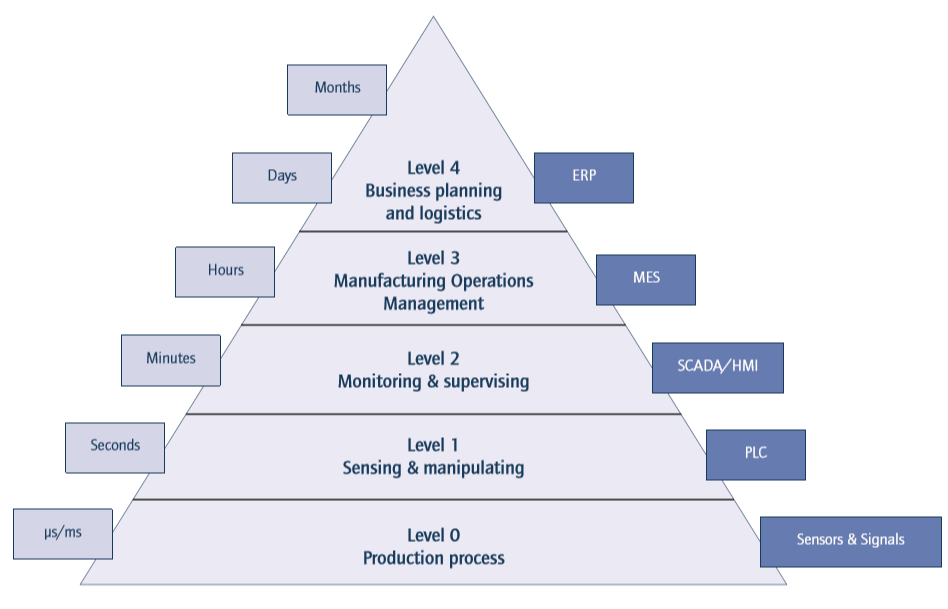 Months
Days
Level 4
Business planning
and logistics
ERP
Hours
Level 3
Manufacturing Operations
Management
MES
Minutes
Level 2
Monitoring & supervising
SCADA/HMI
Seconds
Level 1
Sensing & manipulating
PLC
µs/ms
Level 0
Production process
Sensors & Signals